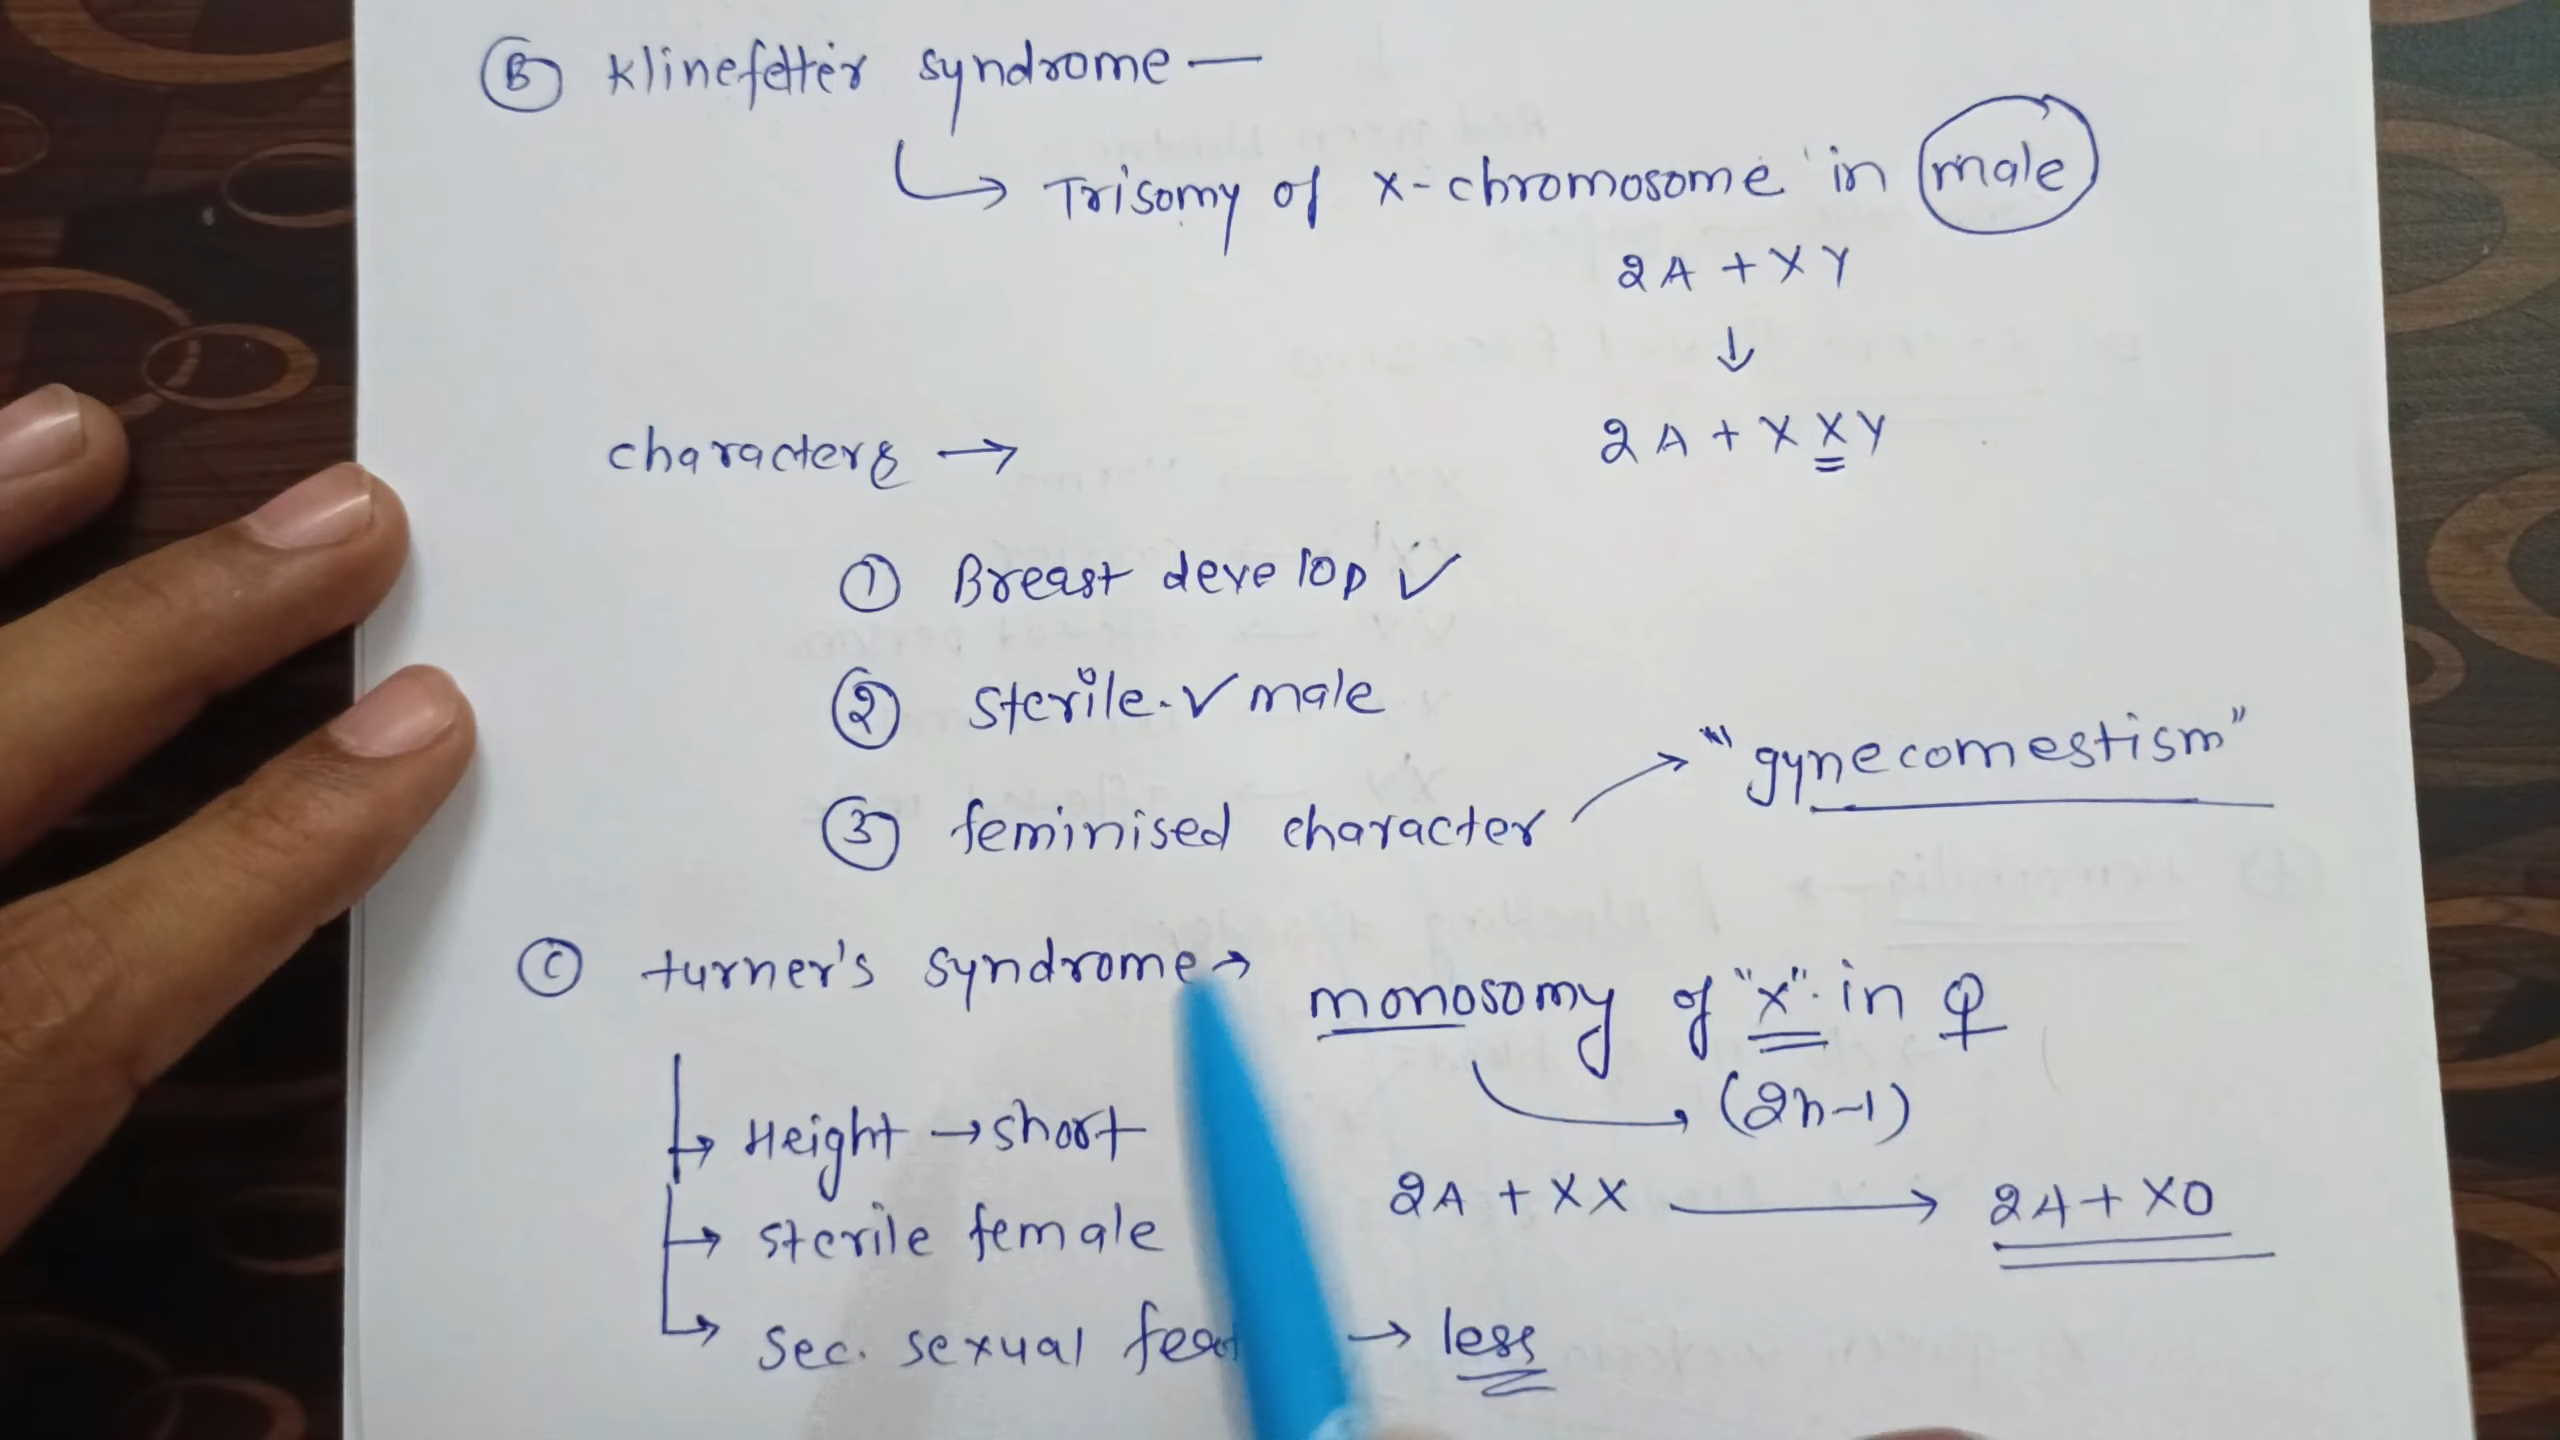 B Klinefelter syndrome —
↳ Trisomy of X-chromosome in male
2A + XY
↓
2A + XXY
characters →
① Breast develop ✓
② sterile. ✓ male
③ feminised character → "gynecomestism"
C turner's syndrome → monosomy of "X" in ♀
(2n-1)
→ Height → short
2A + XX → 2A + XO
→ sterile female
→ Sec. sexual → less